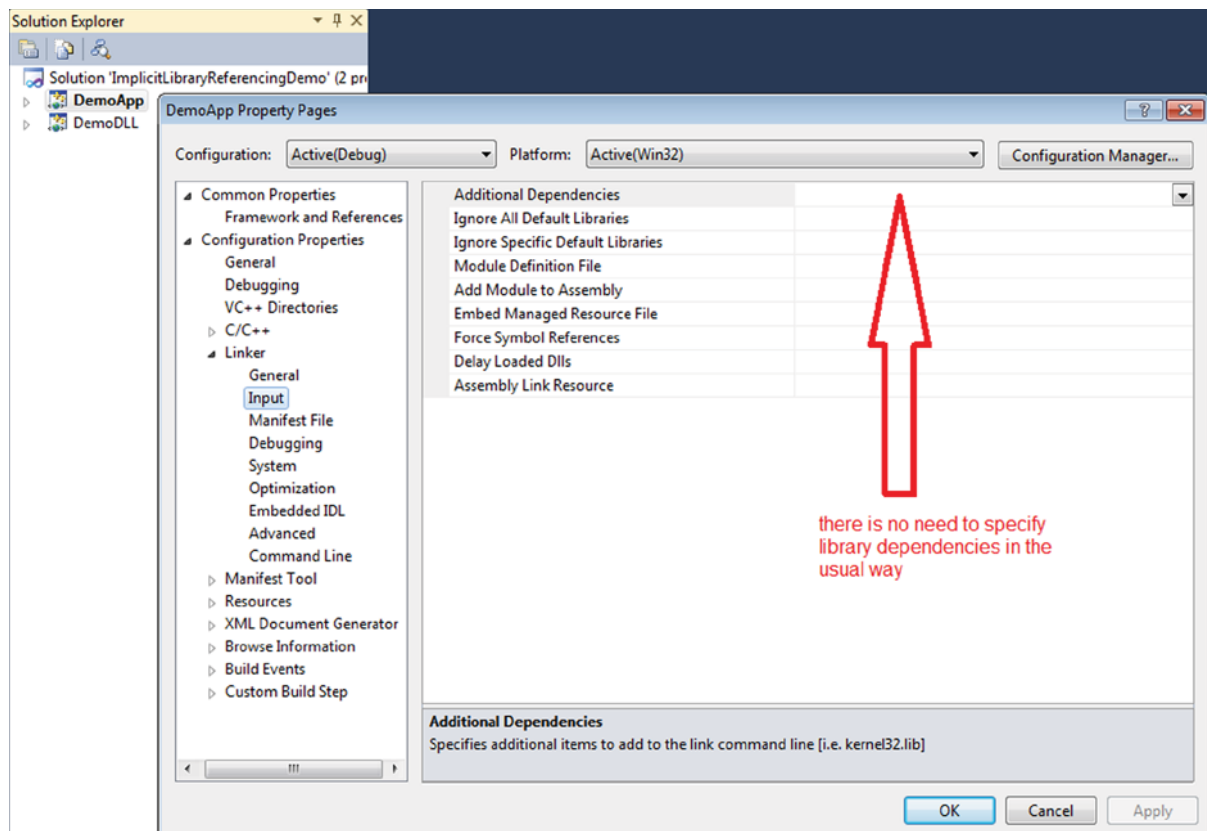 Solution Explorer
Solution 'ImplicitLibraryReferencingDemo' (2 pr
DemoApp
DemoDLL
DemoApp Property Pages
Configuration: Active(Debug) Platform: Active(Win32) Configuration Manager...
Common Properties
Framework and References
Configuration Properties
General
Debugging
VC++ Directories
C/C++
Linker
General
Input
Manifest File
Debugging
System
Optimization
Embedded IDL
Advanced
Command Line
Manifest Tool
Resources
XML Document Generator
Browse Information
Build Events
Custom Build Step
Additional Dependencies
Ignore All Default Libraries
Ignore Specific Default Libraries
Module Definition File
Add Module to Assembly
Embed Managed Resource File
Force Symbol References
Delay Loaded Dlls
Assembly Link Resource
there is no need to specify
library dependencies in the
usual way
Additional Dependencies
Specifies additional items to add to the link command line [i.e. kernel32.lib]
OK Cancel Apply